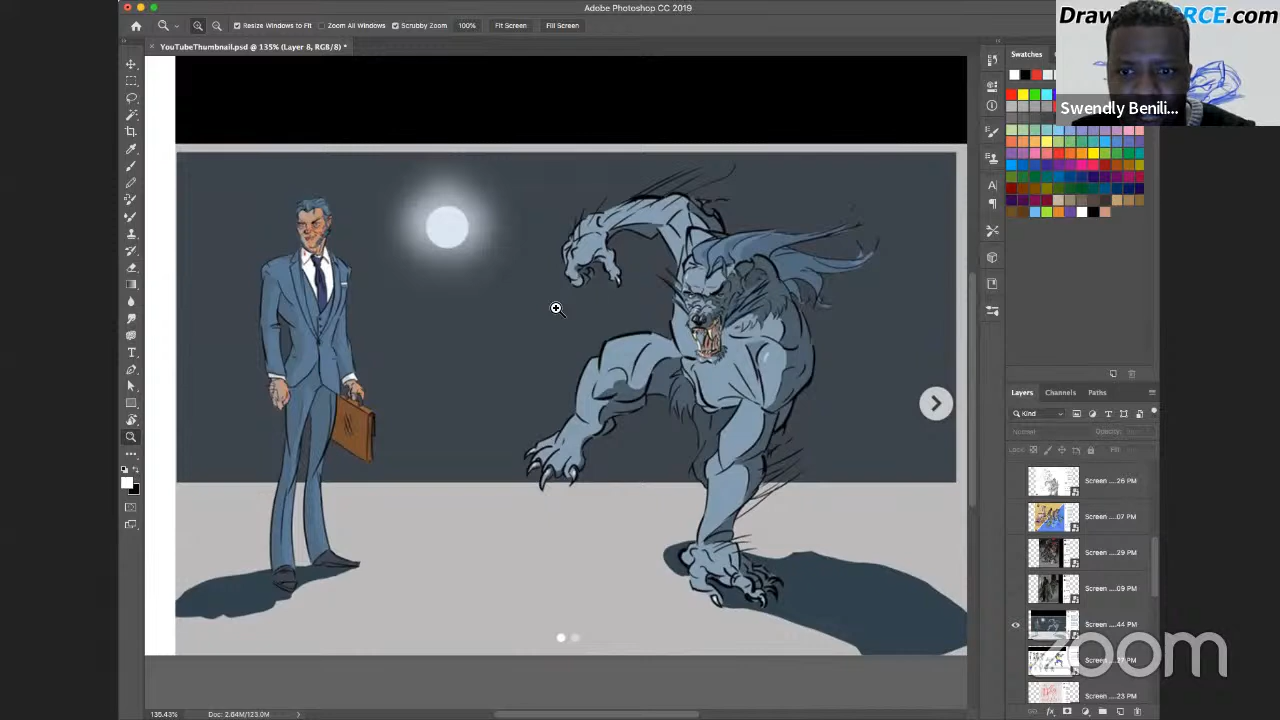 Adobe Photoshop CC 2019
Resize Windows to Fit
Zoom All Windows
Scrubby Zoom
100%
Fit Screen
Fill Screen
YouTubeThumbnail.psd @ 135% (Layer 8, RGB/8) *
.com
Swendly Benili...
Swatches
Layers
Channels
Paths
Kind
Normal
Opacity:
Lock:
Fill
Screen ....26 PM
Screen ....07 PM
Screen ....29 PM
Screen ....09 PM
Screen ....44 PM
Screen ....23 PM
zoom
135.43%
Doc: 2.64M/123.0M